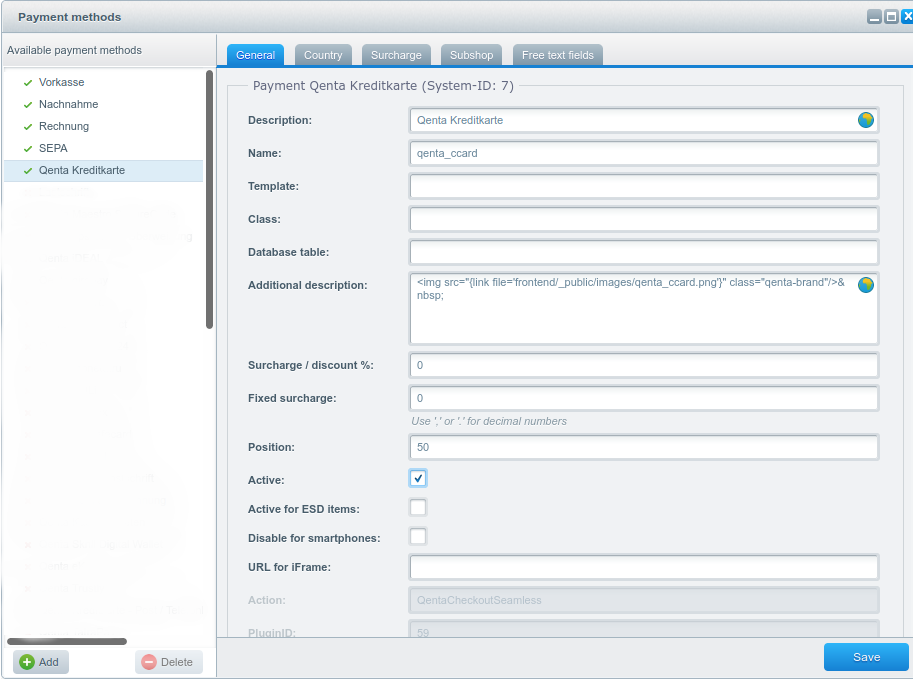 Payment methods
Available payment methods
Vorkasse
Nachnahme
Rechnung
SEPA
Qenta Kreditkarte
Add
Delete
General
Country
Surcharge
Subshop
Free text fields
Payment Qenta Kreditkarte (System-ID: 7)
Description:
Qenta Kreditkarte
Name:
qenta_ccard
Template:
Class:
Database table:
Additional description:
<img src="{link file='frontend/_public/images/qenta_ccard.png'}" class="qenta-brand"/>&
nbsp;
Surcharge / discount %:
0
Fixed surcharge:
0
Use ',' or '.' for decimal numbers
Position:
50
Active:
Active for ESD items:
Disable for smartphones:
URL for iFrame:
Action:
QentaCheckoutSeamless
PluginID:
59
Save